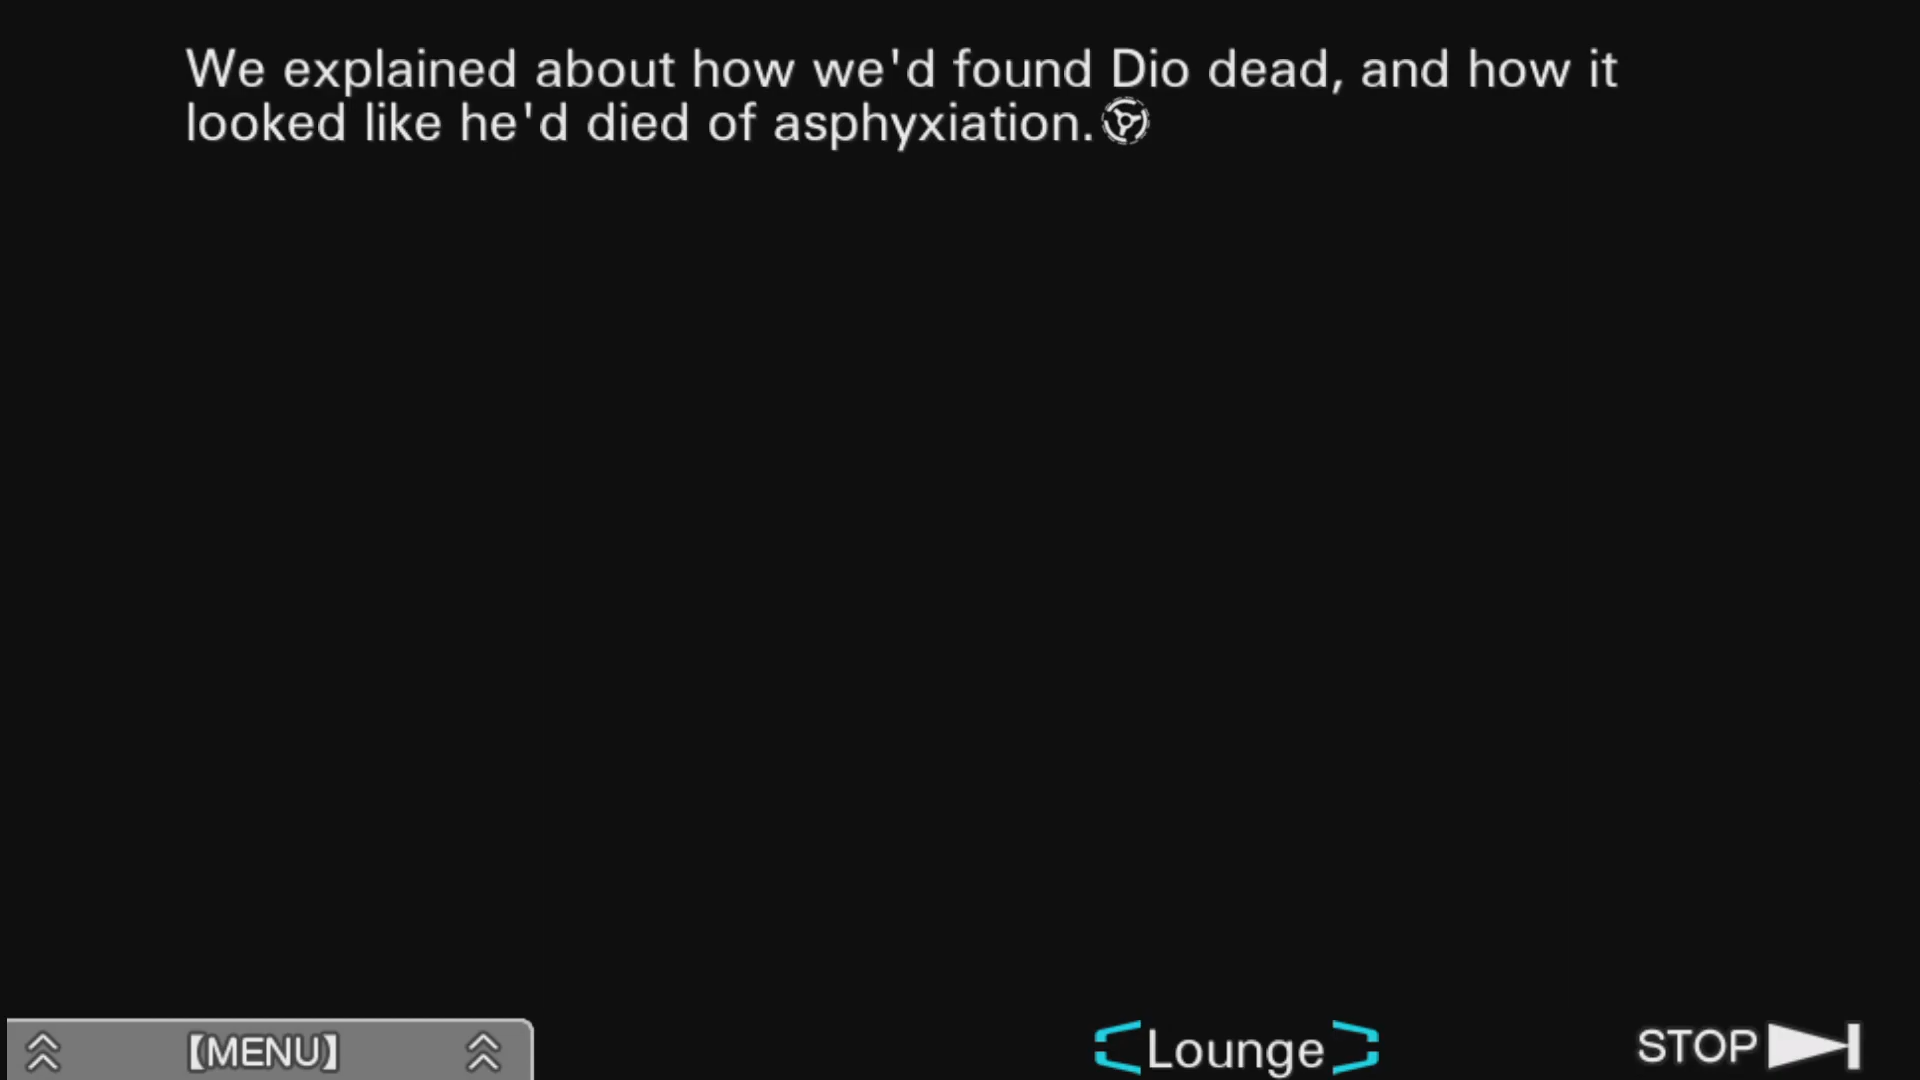 We explained about how we'd found Dio dead, and how it
looked like he'd died of asphyxiation.
【MENU】
Lounge
STOP